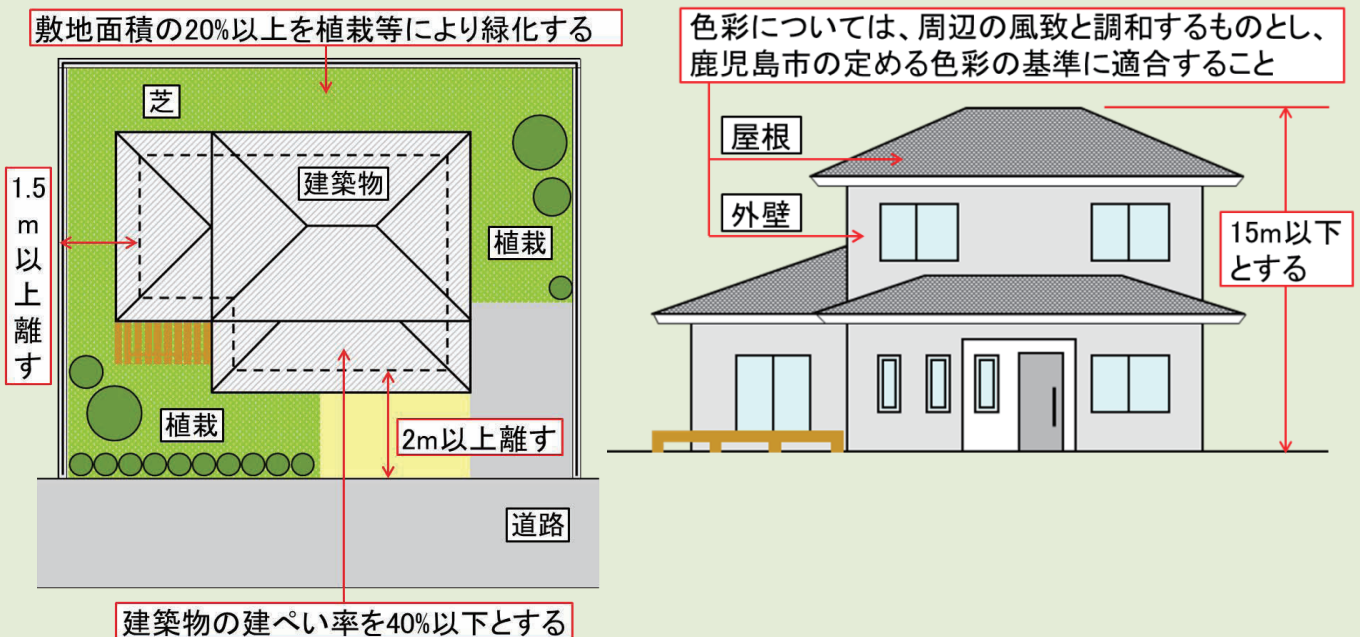 敷地面積の20%以上を植栽等により緑化する
芝
建築物
1.5
m
以
上
離
す
植栽
植栽
2m以上離す
道路
建築物の建ぺい率を40%以下とする
色彩については、周辺の風致と調和するものとし、
鹿児島市の定める色彩の基準に適合すること
屋根
外壁
15m以下
とする